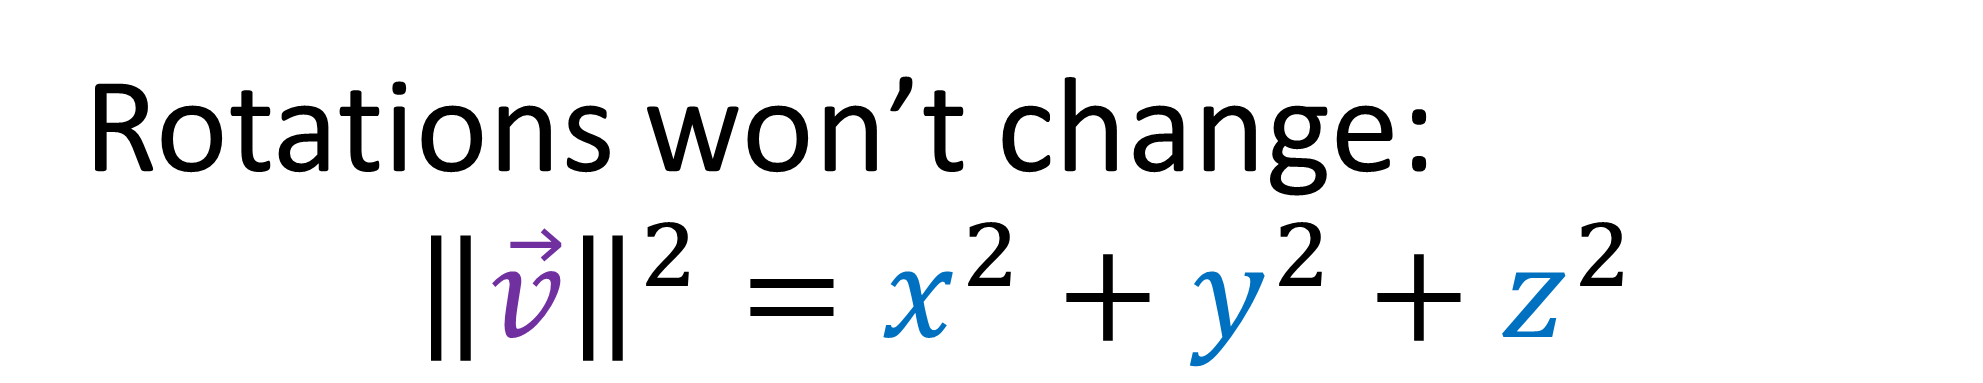 Rotations won’t change:
‖v⃗‖² = x² + y² + z²